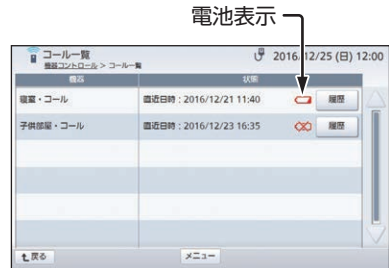 電池表示
コール一覧
機器コントロール > コール一覧
2016/12/25 (日) 12:00
機器 状態
寝室・コール 直近日時：2016/12/21 11:40 履歴
子供部屋・コール 直近日時：2016/12/23 16:35 履歴
戻る メニュー